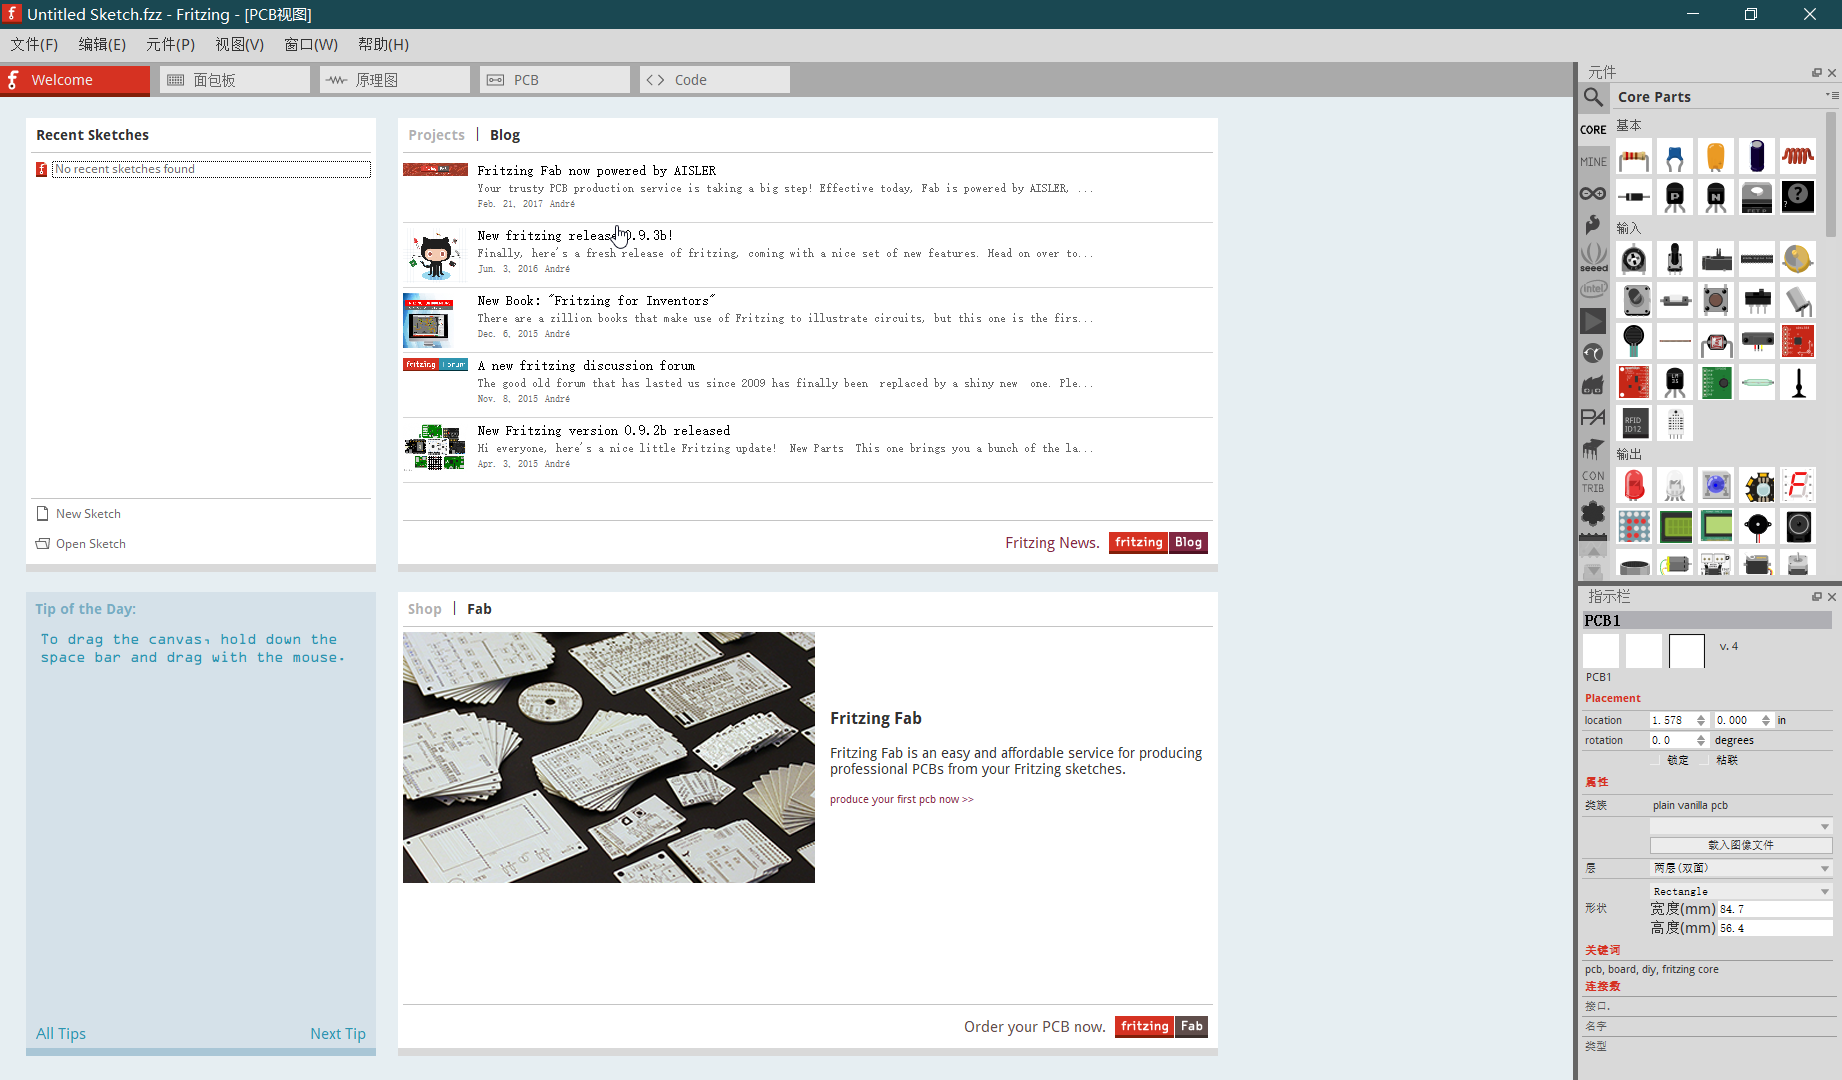 Untitled Sketch.fzz - Fritzing - [PCB视图]
文件(F) 编辑(E) 元件(P) 视图(V) 窗口(W) 帮助(H)
Welcome 面包板 原理图 PCB Code
Recent Sketches
No recent sketches found
New Sketch
Open Sketch
Projects | Blog
Fritzing Fab now powered by AISLER
Your trusty PCB production service is taking a big step! Effective today, Fab is powered by AISLER, ...
Feb. 21, 2017 André
New fritzing release 0.9.3b!
Finally, here's a fresh release of fritzing, coming with a nice set of new features. Head on over to...
Jun. 3, 2016 André
New Book: "Fritzing for Inventors"
There are a zillion books that make use of Fritzing to illustrate circuits, but this one is the firs...
Dec. 6, 2015 André
fritzing Forum
A new fritzing discussion forum
The good old forum that has lasted us since 2009 has finally been replaced by a shiny new one. Ple...
Nov. 8, 2015 André
New Fritzing version 0.9.2b released
Hi everyone, here's a nice little Fritzing update! New Parts This one brings you a bunch of the la...
Apr. 3, 2015 André
Fritzing News. fritzing Blog
Tip of the Day:
To drag the canvas, hold down the
space bar and drag with the mouse.
All Tips Next Tip
Shop | Fab
Fritzing Fab
Fritzing Fab is an easy and affordable service for producing
professional PCBs from your Fritzing sketches.
produce your first pcb now >>
Order your PCB now. fritzing Fab
元件
Core Parts
CORE
MINE
seeed
intel
PA
CON
TRIB
基本
P
N
?
输入
LM
35
RFID
ID12
输出
指示栏
PCB1
v. 4
PCB1
Placement
location 1.578 0.000 in
rotation 0.0 degrees
锁定 粘联
属性
类族 plain vanilla pcb
载入图像文件
层 两层(双面)
Rectangle
形状 宽度(mm) 84.7
高度(mm) 56.4
关键词
pcb, board, diy, fritzing core
连接数
接口.
名字
类型